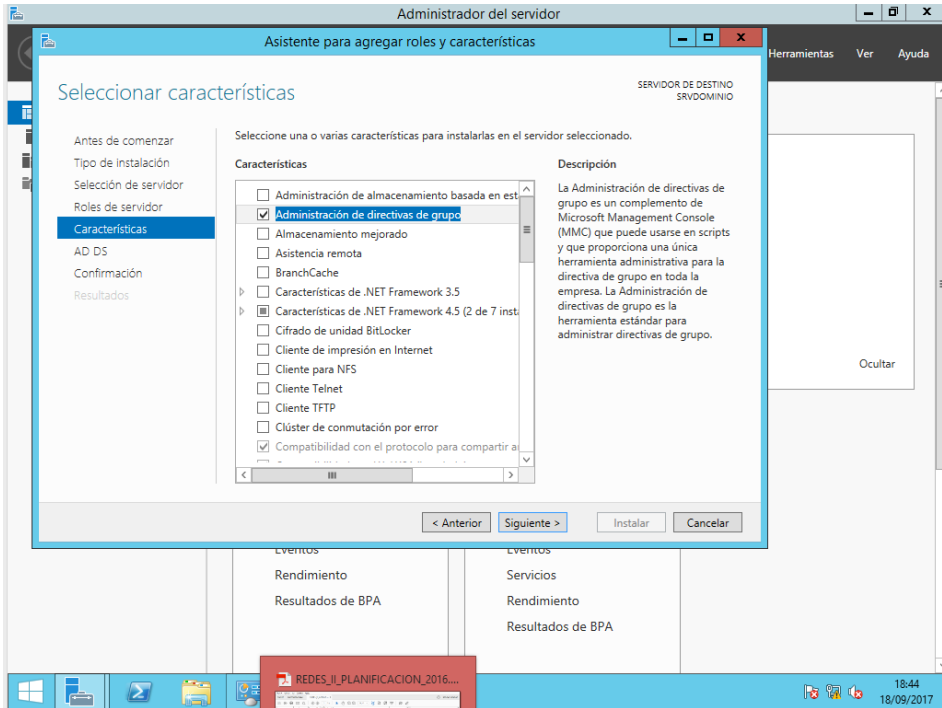 Administrador del servidor
Asistente para agregar roles y características
Herramientas Ver Ayuda
Seleccionar características
SERVIDOR DE DESTINO
SRVDOMINIO
Antes de comenzar
Tipo de instalación
Selección de servidor
Roles de servidor
Características
AD DS
Confirmación
Resultados
Seleccione una o varias características para instalarlas en el servidor seleccionado.
Características
Administración de almacenamiento basada en est
Administración de directivas de grupo
Almacenamiento mejorado
Asistencia remota
BranchCache
Características de .NET Framework 3.5
Características de .NET Framework 4.5 (2 de 7 insta
Cifrado de unidad BitLocker
Cliente de impresión en Internet
Cliente para NFS
Cliente Telnet
Cliente TFTP
Clúster de conmutación por error
Compatibilidad con el protocolo para compartir a
Descripción
La Administración de directivas de
grupo es un complemento de
Microsoft Management Console
(MMC) que puede usarse en scripts
y que proporciona una única
herramienta administrativa para la
directiva de grupo en toda la
empresa. La Administración de
directivas de grupo es la
herramienta estándar para
administrar directivas de grupo.
Ocultar
< Anterior Siguiente > Instalar Cancelar
Eventos
Rendimiento
Resultados de BPA
Eventos
Servicios
Rendimiento
Resultados de BPA
REDES_II_PLANIFICACION_2016....
18:44
18/09/2017